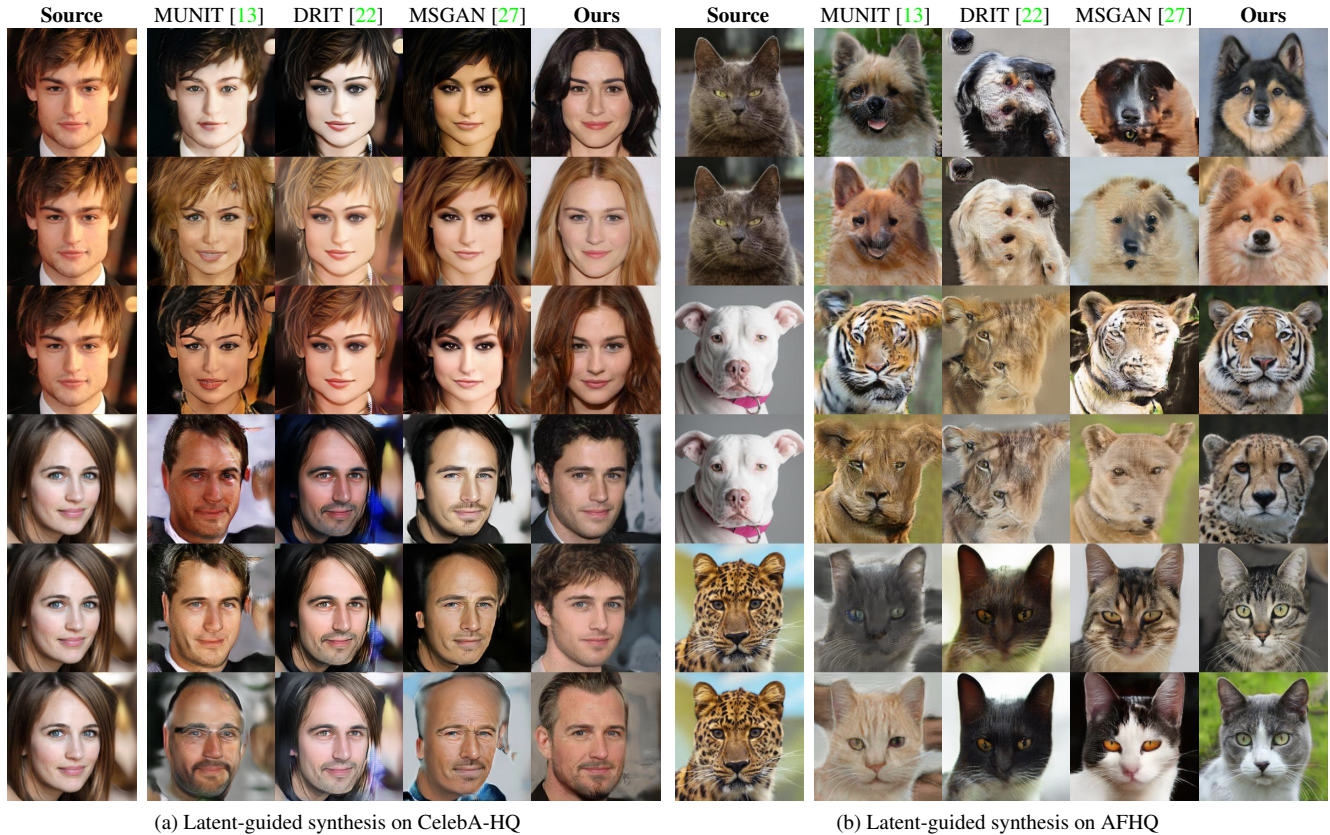 Source MUNIT [13] DRIT [22] MSGAN [27] Ours Source MUNIT [13] DRIT [22] MSGAN [27] Ours
(a) Latent-guided synthesis on CelebA-HQ (b) Latent-guided synthesis on AFHQ